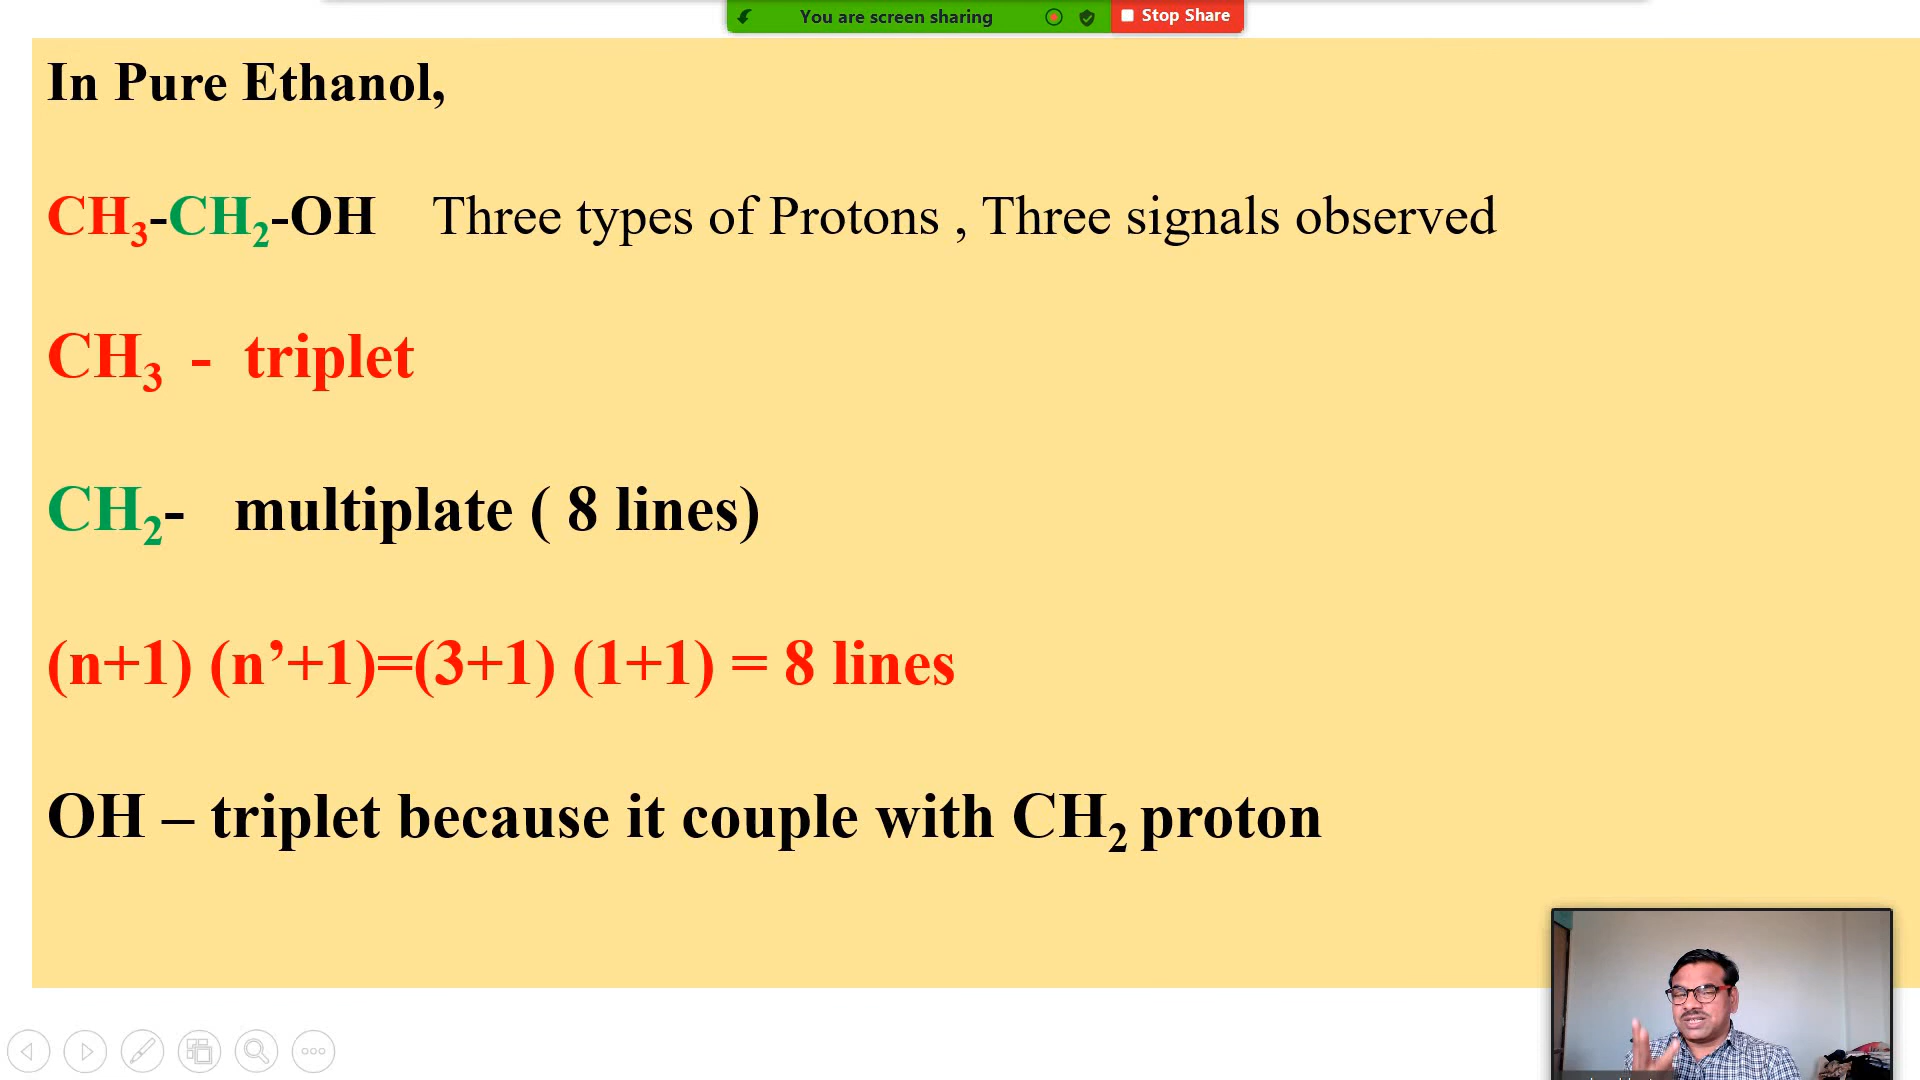 You are screen sharing
Stop Share
In Pure Ethanol,
CH₃-CH₂-OH Three types of Protons , Three signals observed
CH₃ - triplet
CH₂- multiplate ( 8 lines)
(n+1) (n’+1)=(3+1) (1+1) = 8 lines
OH – triplet because it couple with CH₂ proton